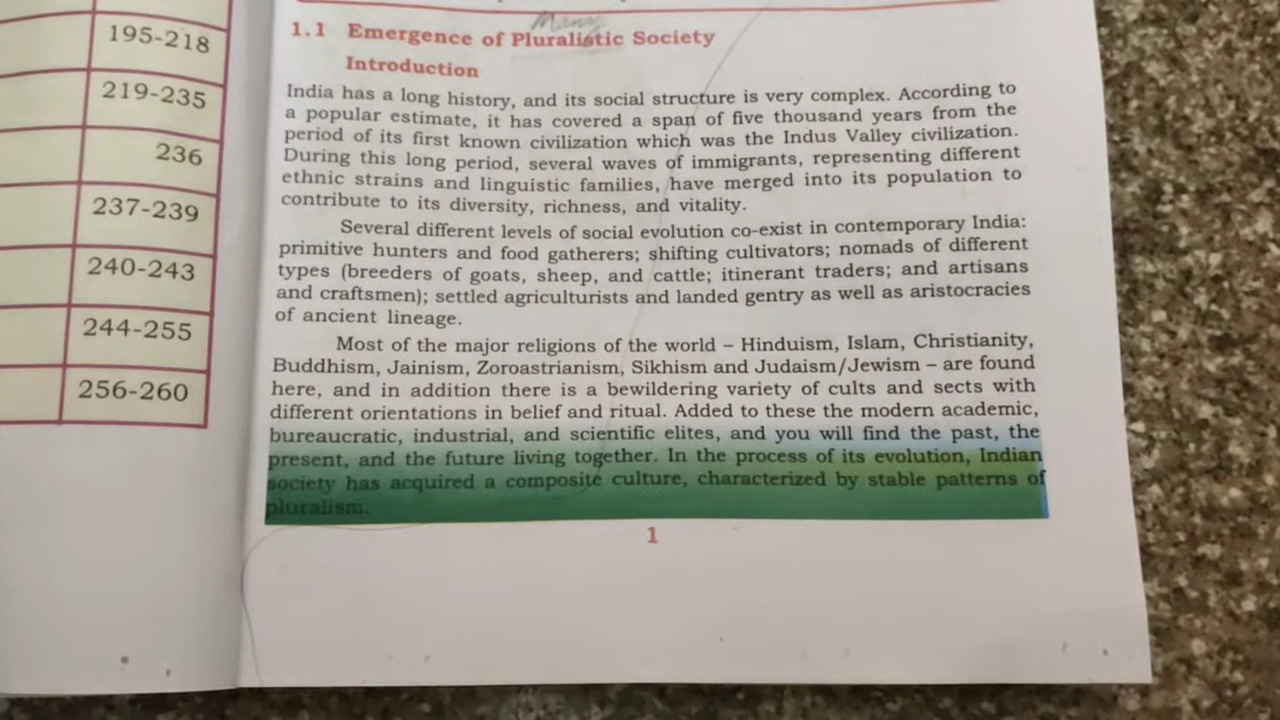 195-218
219-235
236
237-239
240-243
244-255
256-260
Many
1.1 Emergence of Pluralistic Society
Introduction
India has a long history, and its social structure is very complex. According to
a popular estimate, it has covered a span of five thousand years from the
period of its first known civilization which was the Indus Valley civilization.
During this long period, several waves of immigrants, representing different
ethnic strains and linguistic families, have merged into its population to
contribute to its diversity, richness, and vitality.
Several different levels of social evolution co-exist in contemporary India:
primitive hunters and food gatherers; shifting cultivators; nomads of different
types (breeders of goats, sheep, and cattle; itinerant traders; and artisans
and craftsmen); settled agriculturists and landed gentry as well as aristocracies
of ancient lineage.
Most of the major religions of the world – Hinduism, Islam, Christianity,
Buddhism, Jainism, Zoroastrianism, Sikhism and Judaism/Jewism – are found
here, and in addition there is a bewildering variety of cults and sects with
different orientations in belief and ritual. Added to these the modern academic,
bureaucratic, industrial, and scientific elites, and you will find the past, the
present, and the future living together. In the process of its evolution, Indian
society has acquired a composite culture, characterized by stable patterns of
pluralism.
1